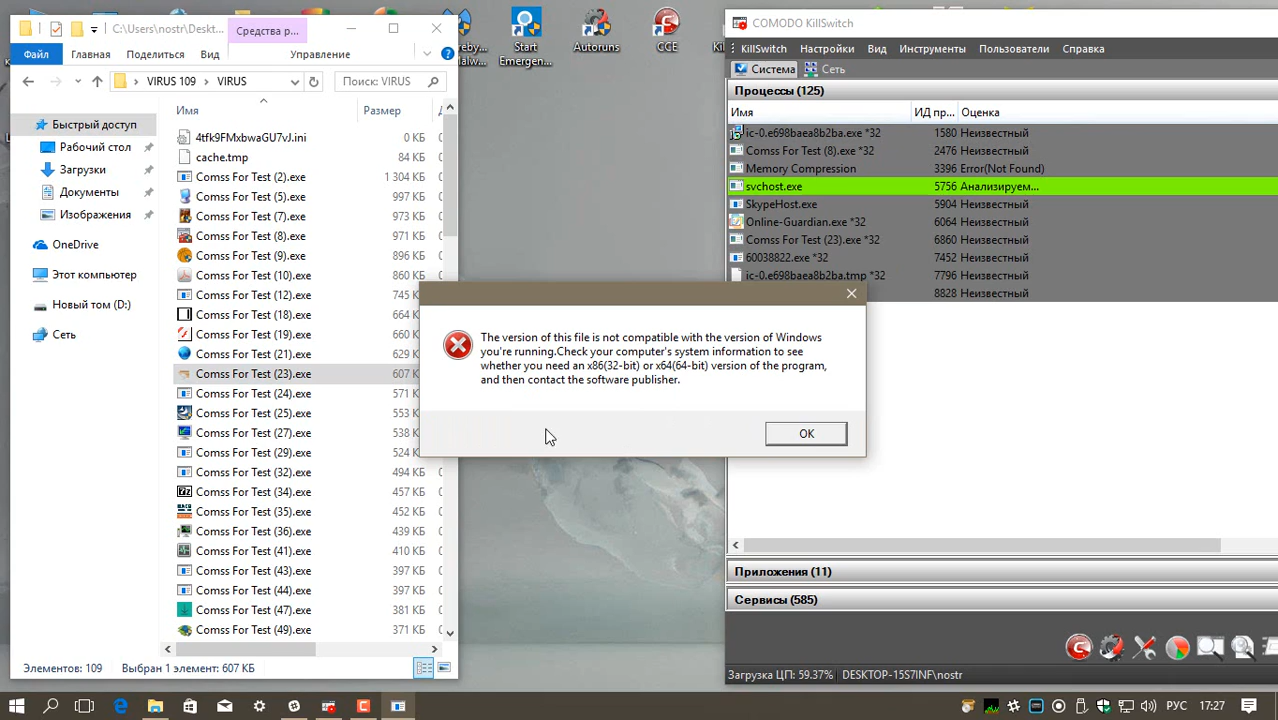 C:\Users\nostr\Deskt...
Средства р...
Файл
Главная
Поделиться
Вид
Управление
VIRUS 109
VIRUS
Поиск: VIRUS
Имя
Размер
Быстрый доступ
Рабочий стол
Загрузки
Документы
Изображения
OneDrive
Этот компьютер
Новый том (D:)
Сеть
4tfk9FMxbwaGU7vJ.ini 0 КБ
cache.tmp 84 КБ
Comss For Test (2).exe 1 304 КБ
Comss For Test (5).exe 997 КБ
Comss For Test (7).exe 973 КБ
Comss For Test (8).exe 971 КБ
Comss For Test (9).exe 896 КБ
Comss For Test (10).exe 860 КБ
Comss For Test (12).exe 745
Comss For Test (18).exe 664
Comss For Test (19).exe 660
Comss For Test (21).exe 629
Comss For Test (23).exe 607
Comss For Test (24).exe 571
Comss For Test (25).exe 553
Comss For Test (27).exe 538
Comss For Test (29).exe 524
Comss For Test (32).exe 494 КБ
Comss For Test (34).exe 457 КБ
Comss For Test (35).exe 452 КБ
Comss For Test (36).exe 439 КБ
Comss For Test (41).exe 410 КБ
Comss For Test (43).exe 397 КБ
Comss For Test (44).exe 397 КБ
Comss For Test (47).exe 381 КБ
Comss For Test (49).exe 371 КБ
Элементов: 109
Выбран 1 элемент: 607 КБ
Start
Emergen...
Autoruns
CCE
The version of this file is not compatible with the version of Windows
you're running.Check your computer's system information to see
whether you need an x86(32-bit) or x64(64-bit) version of the program,
and then contact the software publisher.
OK
COMODO KillSwitch
KillSwitch
Настройки
Вид
Инструменты
Пользователи
Справка
Система
Сеть
Процессы (125)
Имя
ИД пр...
Оценка
ic-0.e698baea8b2ba.exe *32 1580 Неизвестный
Comss For Test (8).exe *32 2476 Неизвестный
Memory Compression 3396 Error(Not Found)
svchost.exe 5756 Анализируем...
SkypeHost.exe 5904 Неизвестный
Online-Guardian.exe *32 6064 Неизвестный
Comss For Test (23).exe *32 6860 Неизвестный
60038822.exe *32 7452 Неизвестный
ic-0.e698baea8b2ba.tmp *32 7796 Неизвестный
8828 Неизвестный
Приложения (11)
Сервисы (585)
Загрузка ЦП: 59.37%
DESKTOP-15S7INF\nostr
РУС
17:27